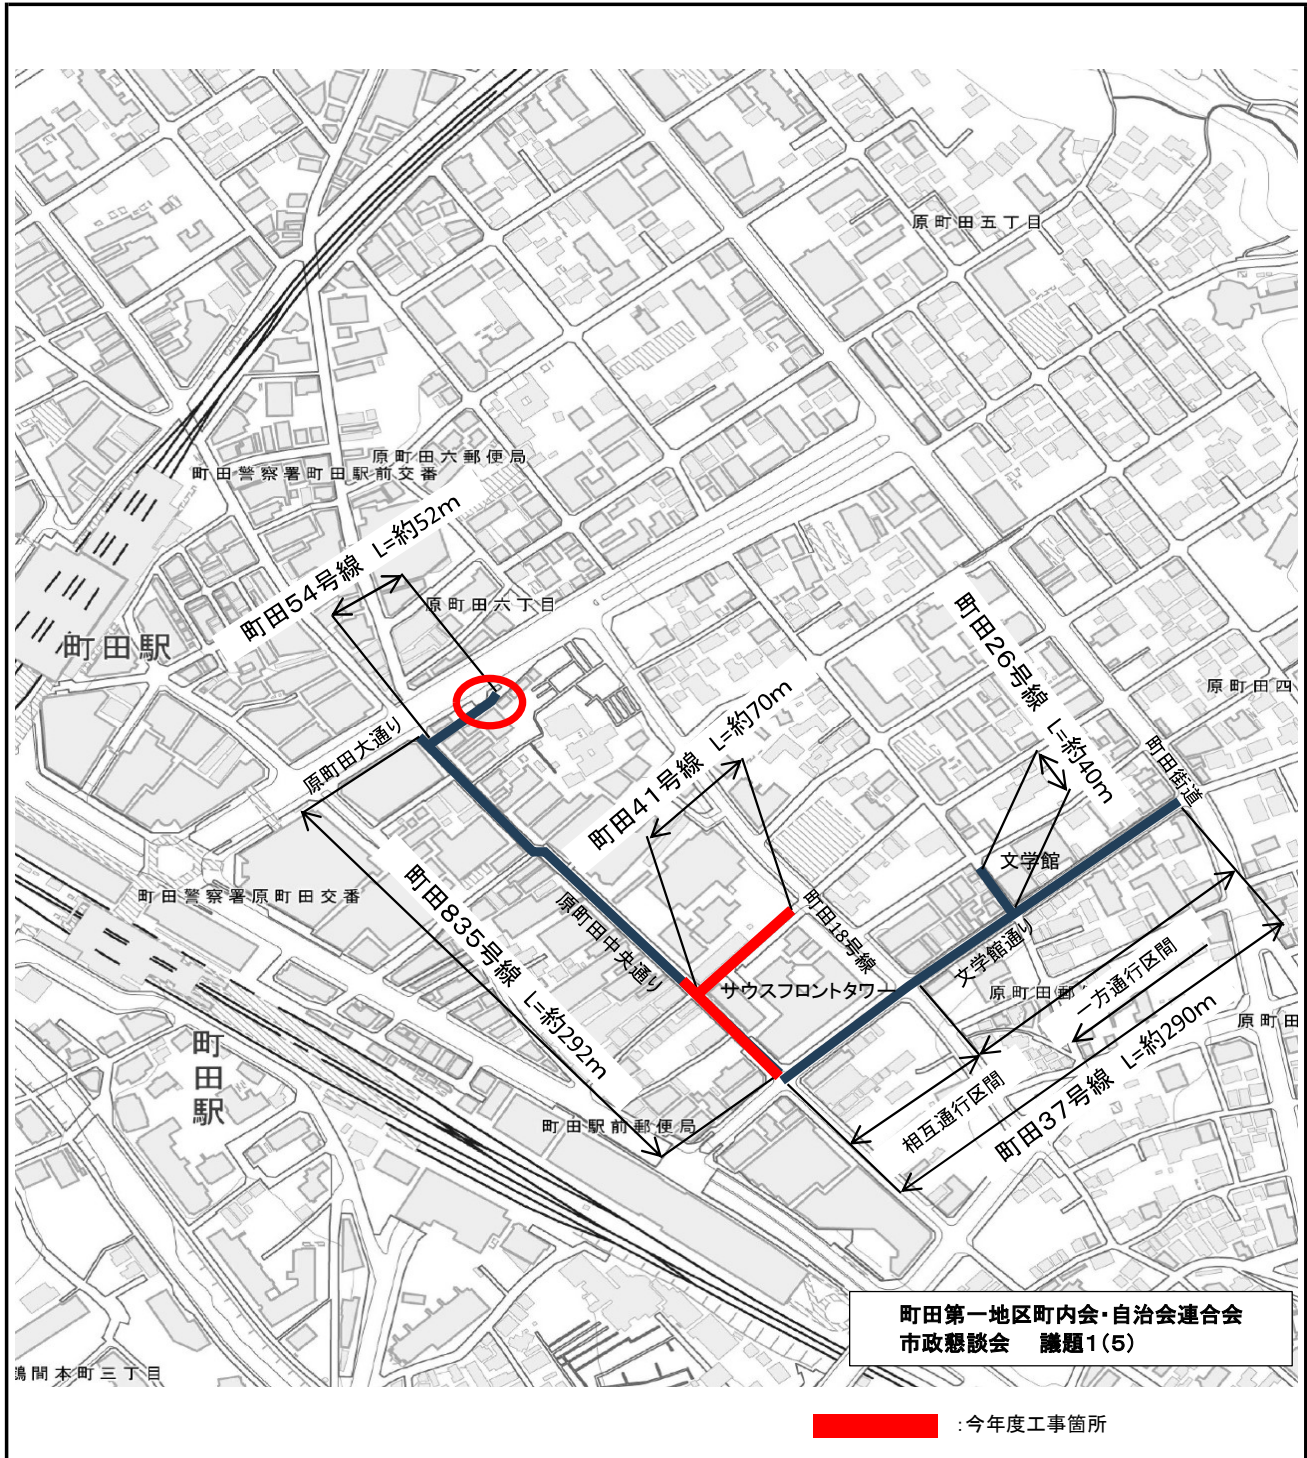 原町田五丁目
原町田六郵便局
町田警察署町田駅前交番
町田54号線 L=約52m
原町田六丁目
町田駅
町田26号線 L=約40m
原町田四
町田41号線 L=約70m
原町田大通り
町田街道
文学館
町田警察署原町田交番
町田835号線 L=約292m
原町田中央通り
町田18号線
文学館通り
サウスフロントタワー
原町田郵
一方通行区間
原町田
町田駅
相互通行区間
町田37号線 L=約290m
町田駅前郵便局
町田第一地区町内会・自治会連合会
市政懇談会 議題1(5)
鶴間本町三丁目
:今年度工事箇所